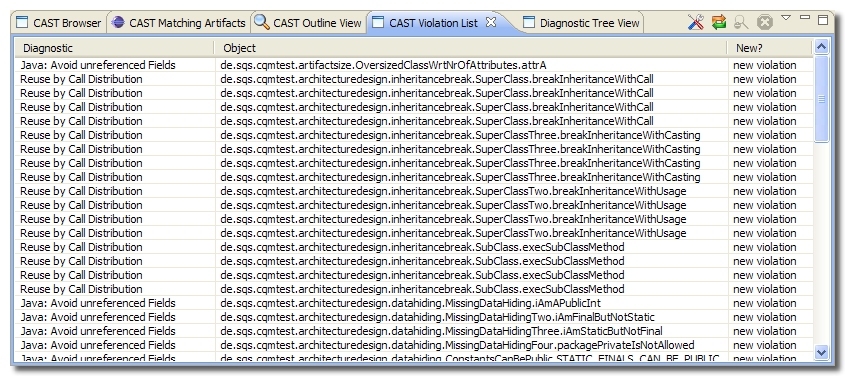 CAST Browser CAST Matching Artifacts CAST Outline View CAST Violation List Diagnostic Tree View
Diagnostic Object New?
Java: Avoid unreferenced Fields de.sqs.cqmtest.artifactsize.OversizedClassWrtNrOfAttributes.attrA new violation
Reuse by Call Distribution de.sqs.cqmtest.architecturedesign.inheritancebreak.SuperClass.breakInheritanceWithCall new violation
Reuse by Call Distribution de.sqs.cqmtest.architecturedesign.inheritancebreak.SuperClass.breakInheritanceWithCall new violation
Reuse by Call Distribution de.sqs.cqmtest.architecturedesign.inheritancebreak.SuperClass.breakInheritanceWithCall new violation
Reuse by Call Distribution de.sqs.cqmtest.architecturedesign.inheritancebreak.SuperClass.breakInheritanceWithCall new violation
Reuse by Call Distribution de.sqs.cqmtest.architecturedesign.inheritancebreak.SuperClassThree.breakInheritanceWithCasting new violation
Reuse by Call Distribution de.sqs.cqmtest.architecturedesign.inheritancebreak.SuperClassThree.breakInheritanceWithCasting new violation
Reuse by Call Distribution de.sqs.cqmtest.architecturedesign.inheritancebreak.SuperClassThree.breakInheritanceWithCasting new violation
Reuse by Call Distribution de.sqs.cqmtest.architecturedesign.inheritancebreak.SuperClassThree.breakInheritanceWithCasting new violation
Reuse by Call Distribution de.sqs.cqmtest.architecturedesign.inheritancebreak.SuperClassTwo.breakInheritanceWithUsage new violation
Reuse by Call Distribution de.sqs.cqmtest.architecturedesign.inheritancebreak.SuperClassTwo.breakInheritanceWithUsage new violation
Reuse by Call Distribution de.sqs.cqmtest.architecturedesign.inheritancebreak.SuperClassTwo.breakInheritanceWithUsage new violation
Reuse by Call Distribution de.sqs.cqmtest.architecturedesign.inheritancebreak.SuperClassTwo.breakInheritanceWithUsage new violation
Reuse by Call Distribution de.sqs.cqmtest.architecturedesign.inheritancebreak.SubClass.execSubClassMethod new violation
Reuse by Call Distribution de.sqs.cqmtest.architecturedesign.inheritancebreak.SubClass.execSubClassMethod new violation
Reuse by Call Distribution de.sqs.cqmtest.architecturedesign.inheritancebreak.SubClass.execSubClassMethod new violation
Reuse by Call Distribution de.sqs.cqmtest.architecturedesign.inheritancebreak.SubClass.execSubClassMethod new violation
Java: Avoid unreferenced Fields de.sqs.cqmtest.architecturedesign.datahiding.MissingDataHiding.iAmAPublicInt new violation
Java: Avoid unreferenced Fields de.sqs.cqmtest.architecturedesign.datahiding.MissingDataHidingTwo.iAmFinalButNotStatic new violation
Java: Avoid unreferenced Fields de.sqs.cqmtest.architecturedesign.datahiding.MissingDataHidingThree.iAmStaticButNotFinal new violation
Java: Avoid unreferenced Fields de.sqs.cqmtest.architecturedesign.datahiding.MissingDataHidingFour.packagePrivateIsNotAllowed new violation
Java: Avoid unreferenced Fields de.sqs.cqmtest.architecturedesign.datahiding.ConstantsCanBePublic.STATIC_FINALS_CAN_BE_PUBLIC new violation